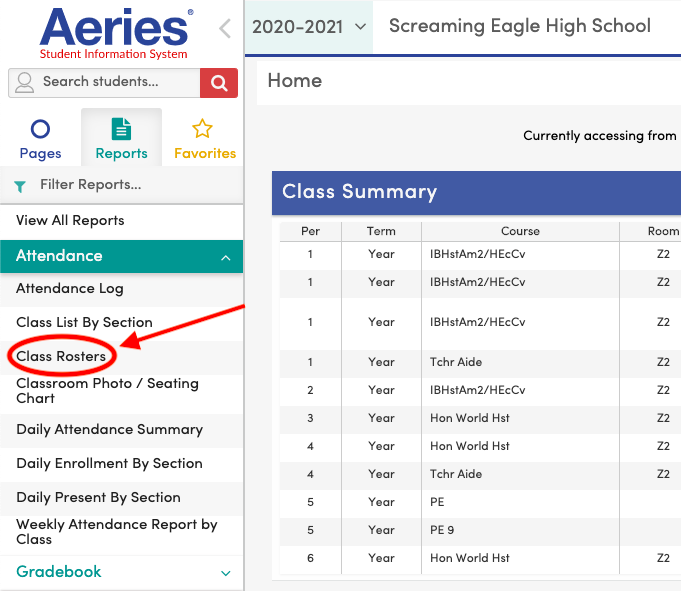 Aeries®
Student Information System
Search students...
Pages
Reports
Favorites
Filter Reports...
View All Reports
Attendance
Attendance Log
Class List By Section
Class Rosters
Classroom Photo / Seating
Chart
Daily Attendance Summary
Daily Enrollment By Section
Daily Present By Section
Weekly Attendance Report by
Class
Gradebook
2020-2021
Screaming Eagle High School
Home
Currently accessing from
Class Summary
Per Term Course Room
1 Year IBHstAm2/HEcCv Z2
1 Year IBHstAm2/HEcCv Z2
1 Year IBHstAm2/HEcCv Z2
1 Year Tchr Aide Z2
2 Year IBHstAm2/HEcCv Z2
3 Year Hon World Hst Z2
4 Year Hon World Hst Z2
4 Year Tchr Aide Z2
5 Year PE
5 Year PE 9
6 Year Hon World Hst Z2